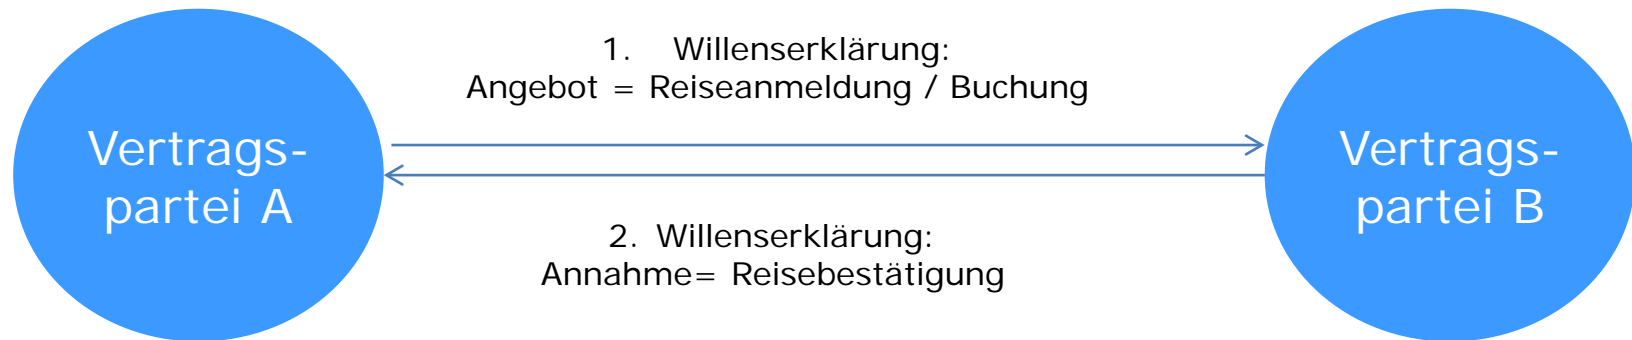 1. Willenserklärung:
Angebot = Reiseanmeldung / Buchung
Vertrags-
partei A
Vertrags-
partei B
2. Willenserklärung:
Annahme= Reisebestätigung